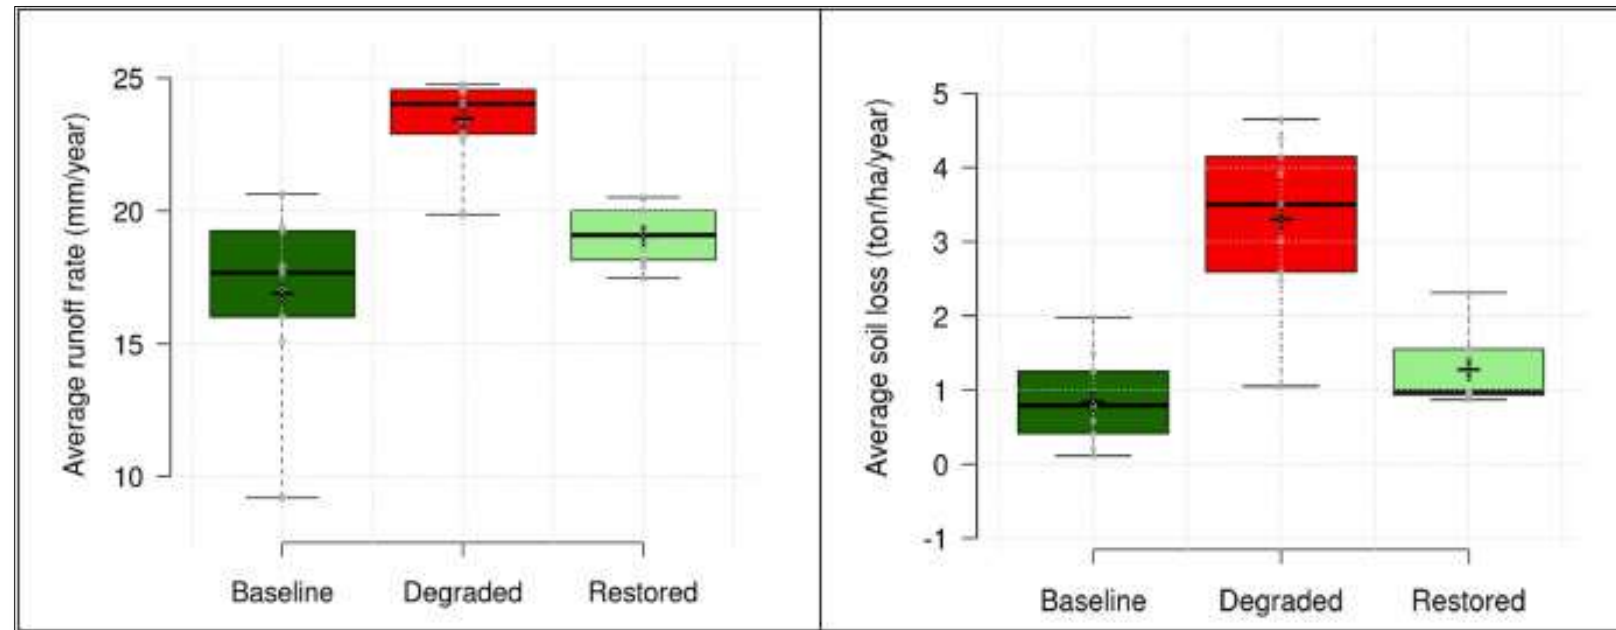 Average runoff rate (mm/year)
25
20
15
10
Baseline Degraded Restored
Average soil loss (ton/ha/year)
5
4
3
2
1
0
-1
Baseline Degraded Restored